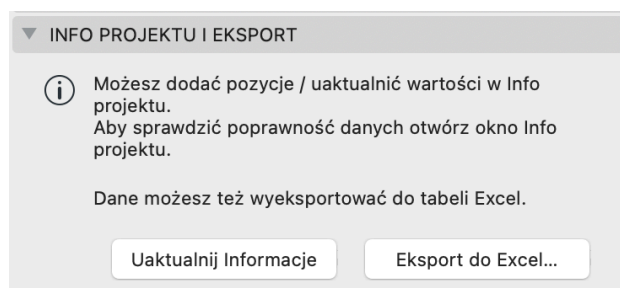 INFO PROJEKTU I EKSPORT
Możesz dodać pozycje / uaktualnić wartości w Info
projektu.
Aby sprawdzić poprawność danych otwórz okno Info
projektu.
Dane możesz też wyeksportować do tabeli Excel.
Uaktualnij Informacje
Eksport do Excel...